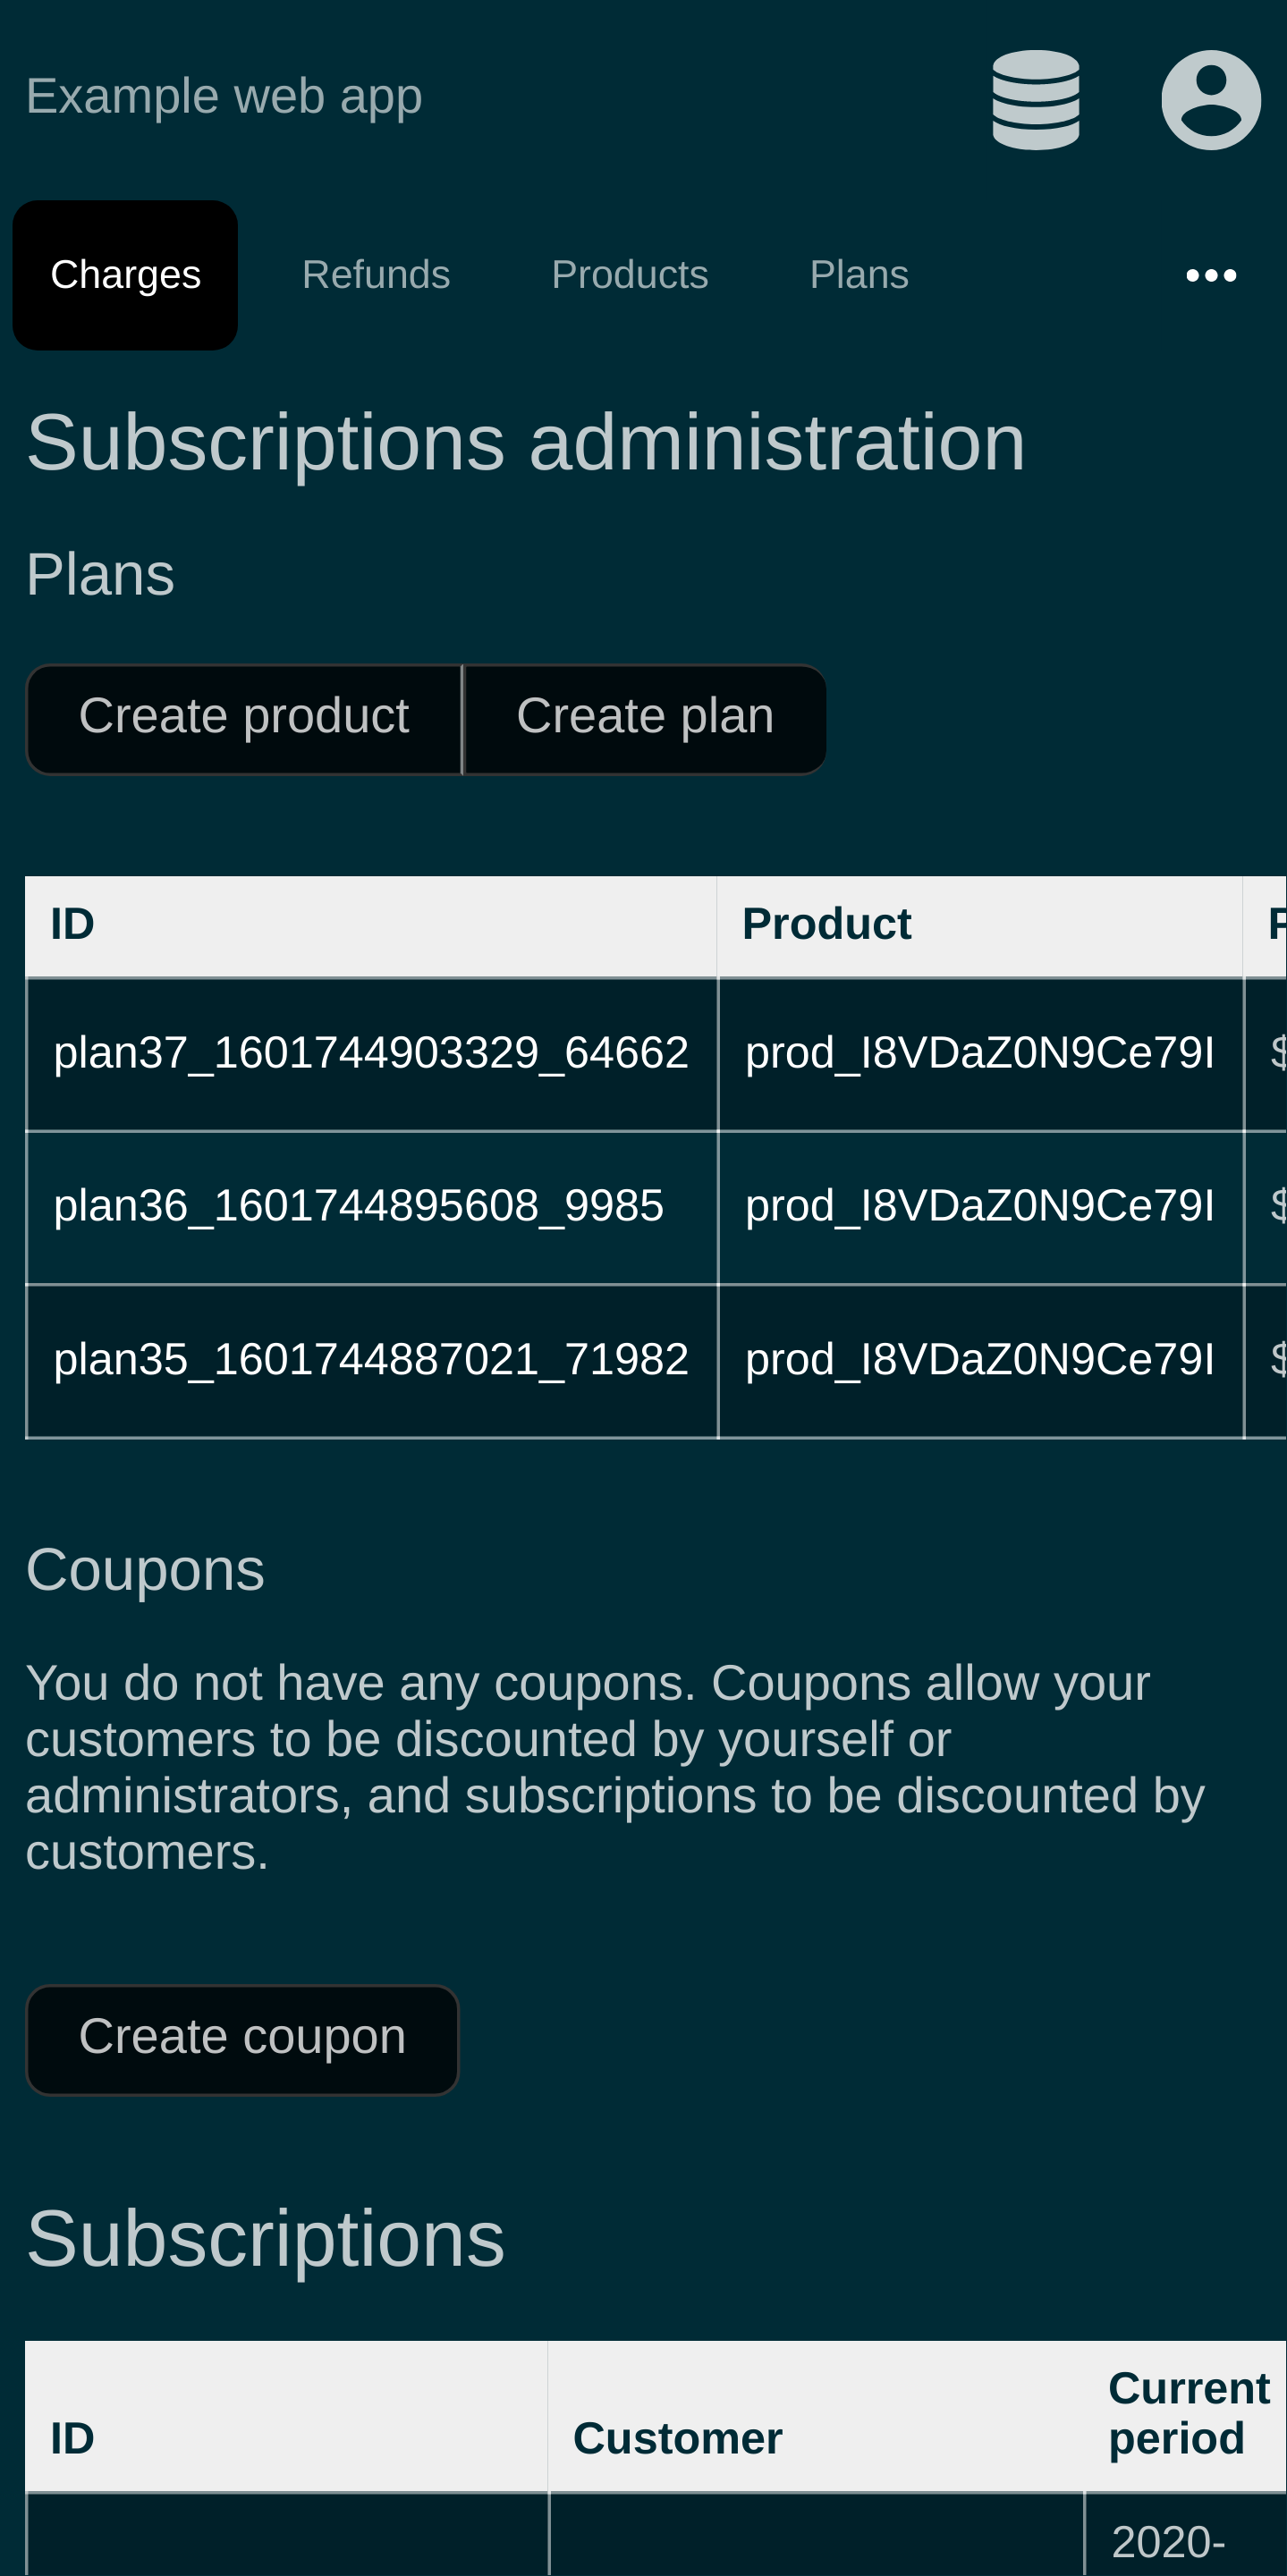 Example web app
Charges Refunds Products Plans
Subscriptions administration
Plans
Create product Create plan
ID Product
plan37_1601744903329_64662 prod_I8VDaZ0N9Ce79I $
plan36_1601744895608_9985 prod_I8VDaZ0N9Ce79I $
plan35_1601744887021_71982 prod_I8VDaZ0N9Ce79I $
Coupons
You do not have any coupons. Coupons allow your
customers to be discounted by yourself or
administrators, and subscriptions to be discounted by
customers.
Create coupon
Subscriptions
ID Customer Current
period
2020-